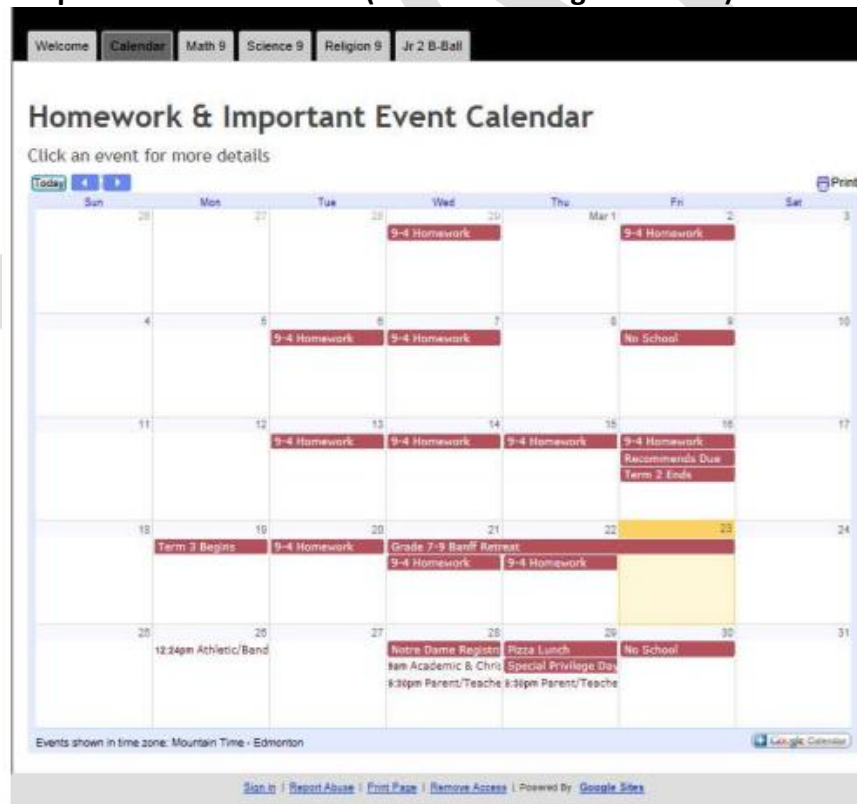 Welcome Calendar Math 9 Science 9 Religion 9 Jr 2 B-Ball
Homework & Important Event Calendar
Click an event for more details
Today Print
Sun Mon Tue Wed Thu Fri Sat
26 27 28 29 Mar 1 2 3
9-4 Homework 9-4 Homework
4 5 6 7 8 9 10
9-4 Homework 9-4 Homework No School
11 12 13 14 15 16 17
9-4 Homework 9-4 Homework 9-4 Homework 9-4 Homework
Recommends Due
Term 2 Ends
18 19 20 21 22 23 24
Term 3 Begins 9-4 Homework Grade 7-9 Banff Retreat
9-4 Homework 9-4 Homework
25 26 27 28 29 30 31
12:24pm Athletic/Band Notre Dame Registr Pizza Lunch No School
9am Academic & Chri Special Privilege Day
6:30pm Parent/Teache 6:30pm Parent/Teache
Events shown in time zone: Mountain Time - Edmonton Google Calendar
Sign in | Report Abuse | Print Page | Remove Access | Powered By Google Sites